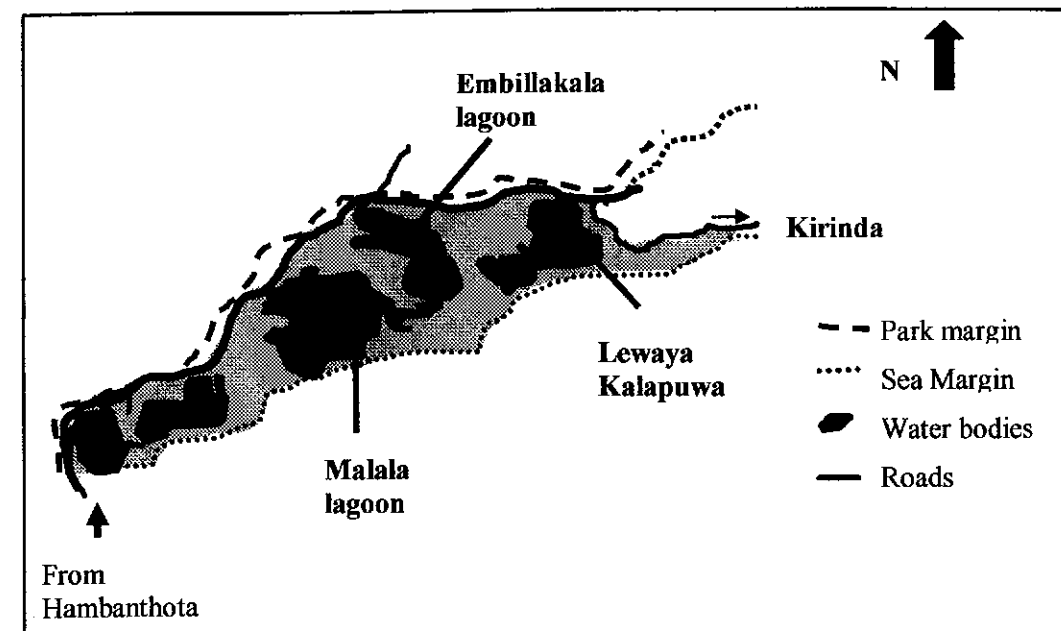 N
Embillakala
lagoon
Kirinda
Lewaya
Kalapuwa
Malala
lagoon
Park margin
Sea Margin
Water bodies
Roads
From
Hambanthota